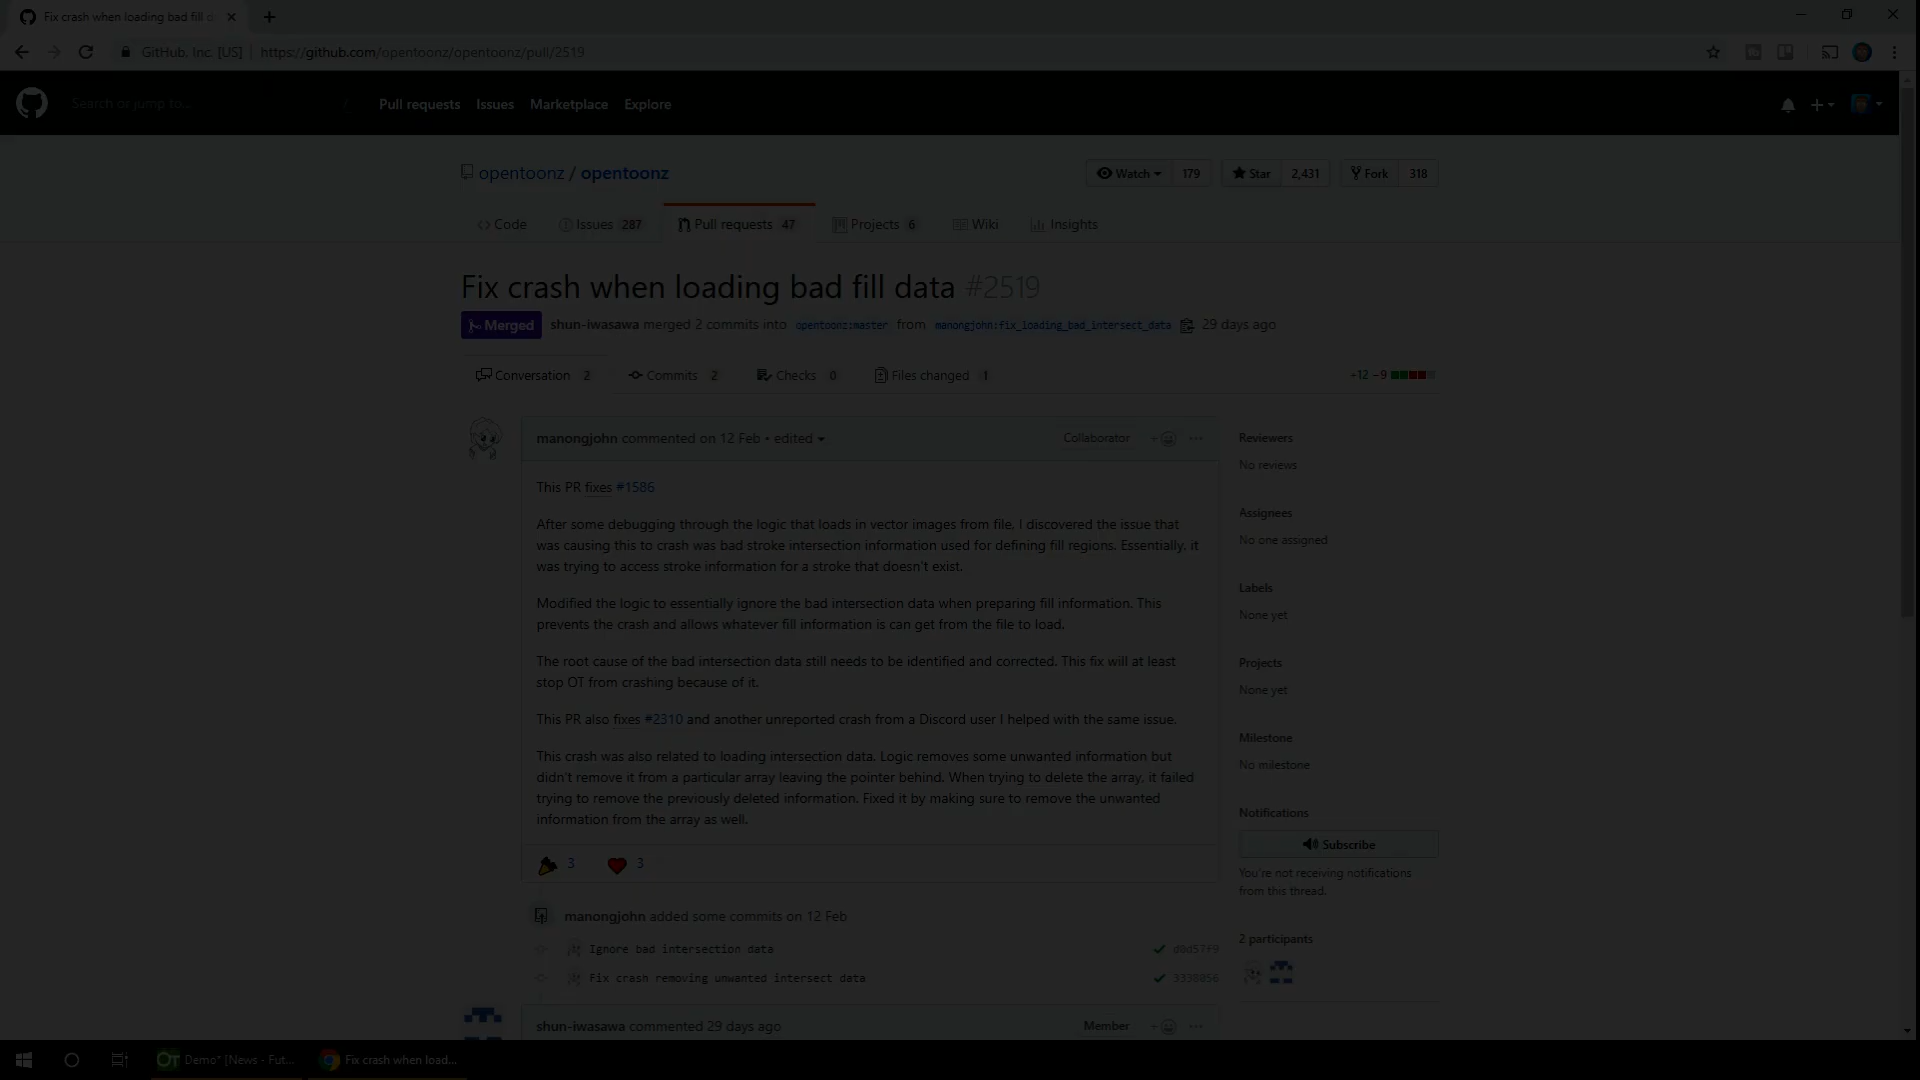 Fix crash when loading bad fill d
GitHub, Inc. [US] | https://github.com/opentoonz/opentoonz/pull/2519
Search or jump to... / Pull requests Issues Marketplace Explore
opentoonz / opentoonz Watch 179 Star 2,431 Fork 318
Code Issues 287 Pull requests 47 Projects 6 Wiki Insights
Fix crash when loading bad fill data #2519
Merged shun-iwasawa merged 2 commits into opentoonz:master from manongjohn:fix_loading_bad_intersect_data 29 days ago
Conversation 2 Commits 2 Checks 0 Files changed 1 +12 −9
manongjohn commented on 12 Feb • edited Collaborator
This PR fixes #1586
After some debugging through the logic that loads in vector images from file, I discovered the issue that
was causing this to crash was bad stroke intersection information used for defining fill regions. Essentially, it
was trying to access stroke information for a stroke that doesn't exist.
Modified the logic to essentially ignore the bad intersection data when preparing fill information. This
prevents the crash and allows whatever fill information is can get from the file to load.
The root cause of the bad intersection data still needs to be identified and corrected. This fix will at least
stop OT from crashing because of it.
This PR also fixes #2310 and another unreported crash from a Discord user I helped with the same issue.
This crash was also related to loading intersection data. Logic removes some unwanted information but
didn't remove it from a particular array leaving the pointer behind. When trying to delete the array, it failed
trying to remove the previously deleted information. Fixed it by making sure to remove the unwanted
information from the array as well.
3 3
manongjohn added some commits on 12 Feb
Ignore bad intersection data d0d57f9
Fix crash removing unwanted intersect data 3338056
shun-iwasawa commented 29 days ago Member
Reviewers
No reviews
Assignees
No one assigned
Labels
None yet
Projects
None yet
Milestone
No milestone
Notifications
Subscribe
You're not receiving notifications
from this thread.
2 participants
OT Demo* [News - Fut... Fix crash when load...